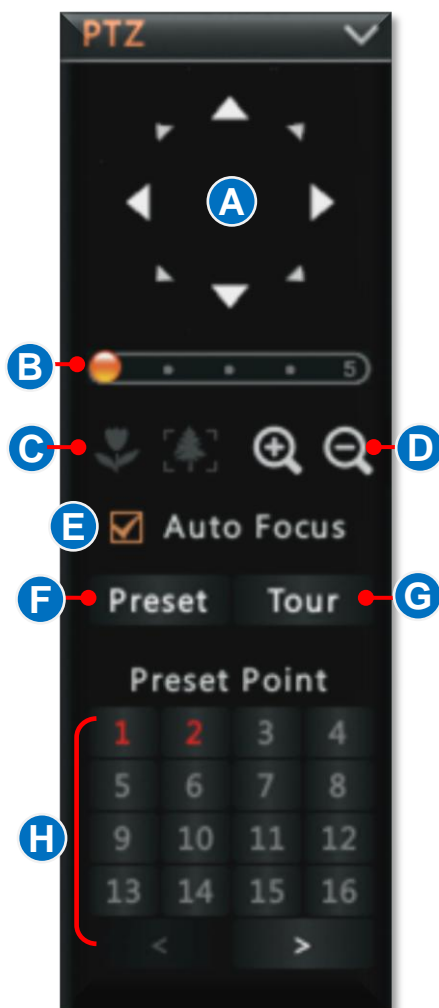 PTZ
A
B
5
C
D
E Auto Focus
F Preset Tour G
Preset Point
1 2 3 4
5 6 7 8
H 9 10 11 12
13 14 15 16
< >